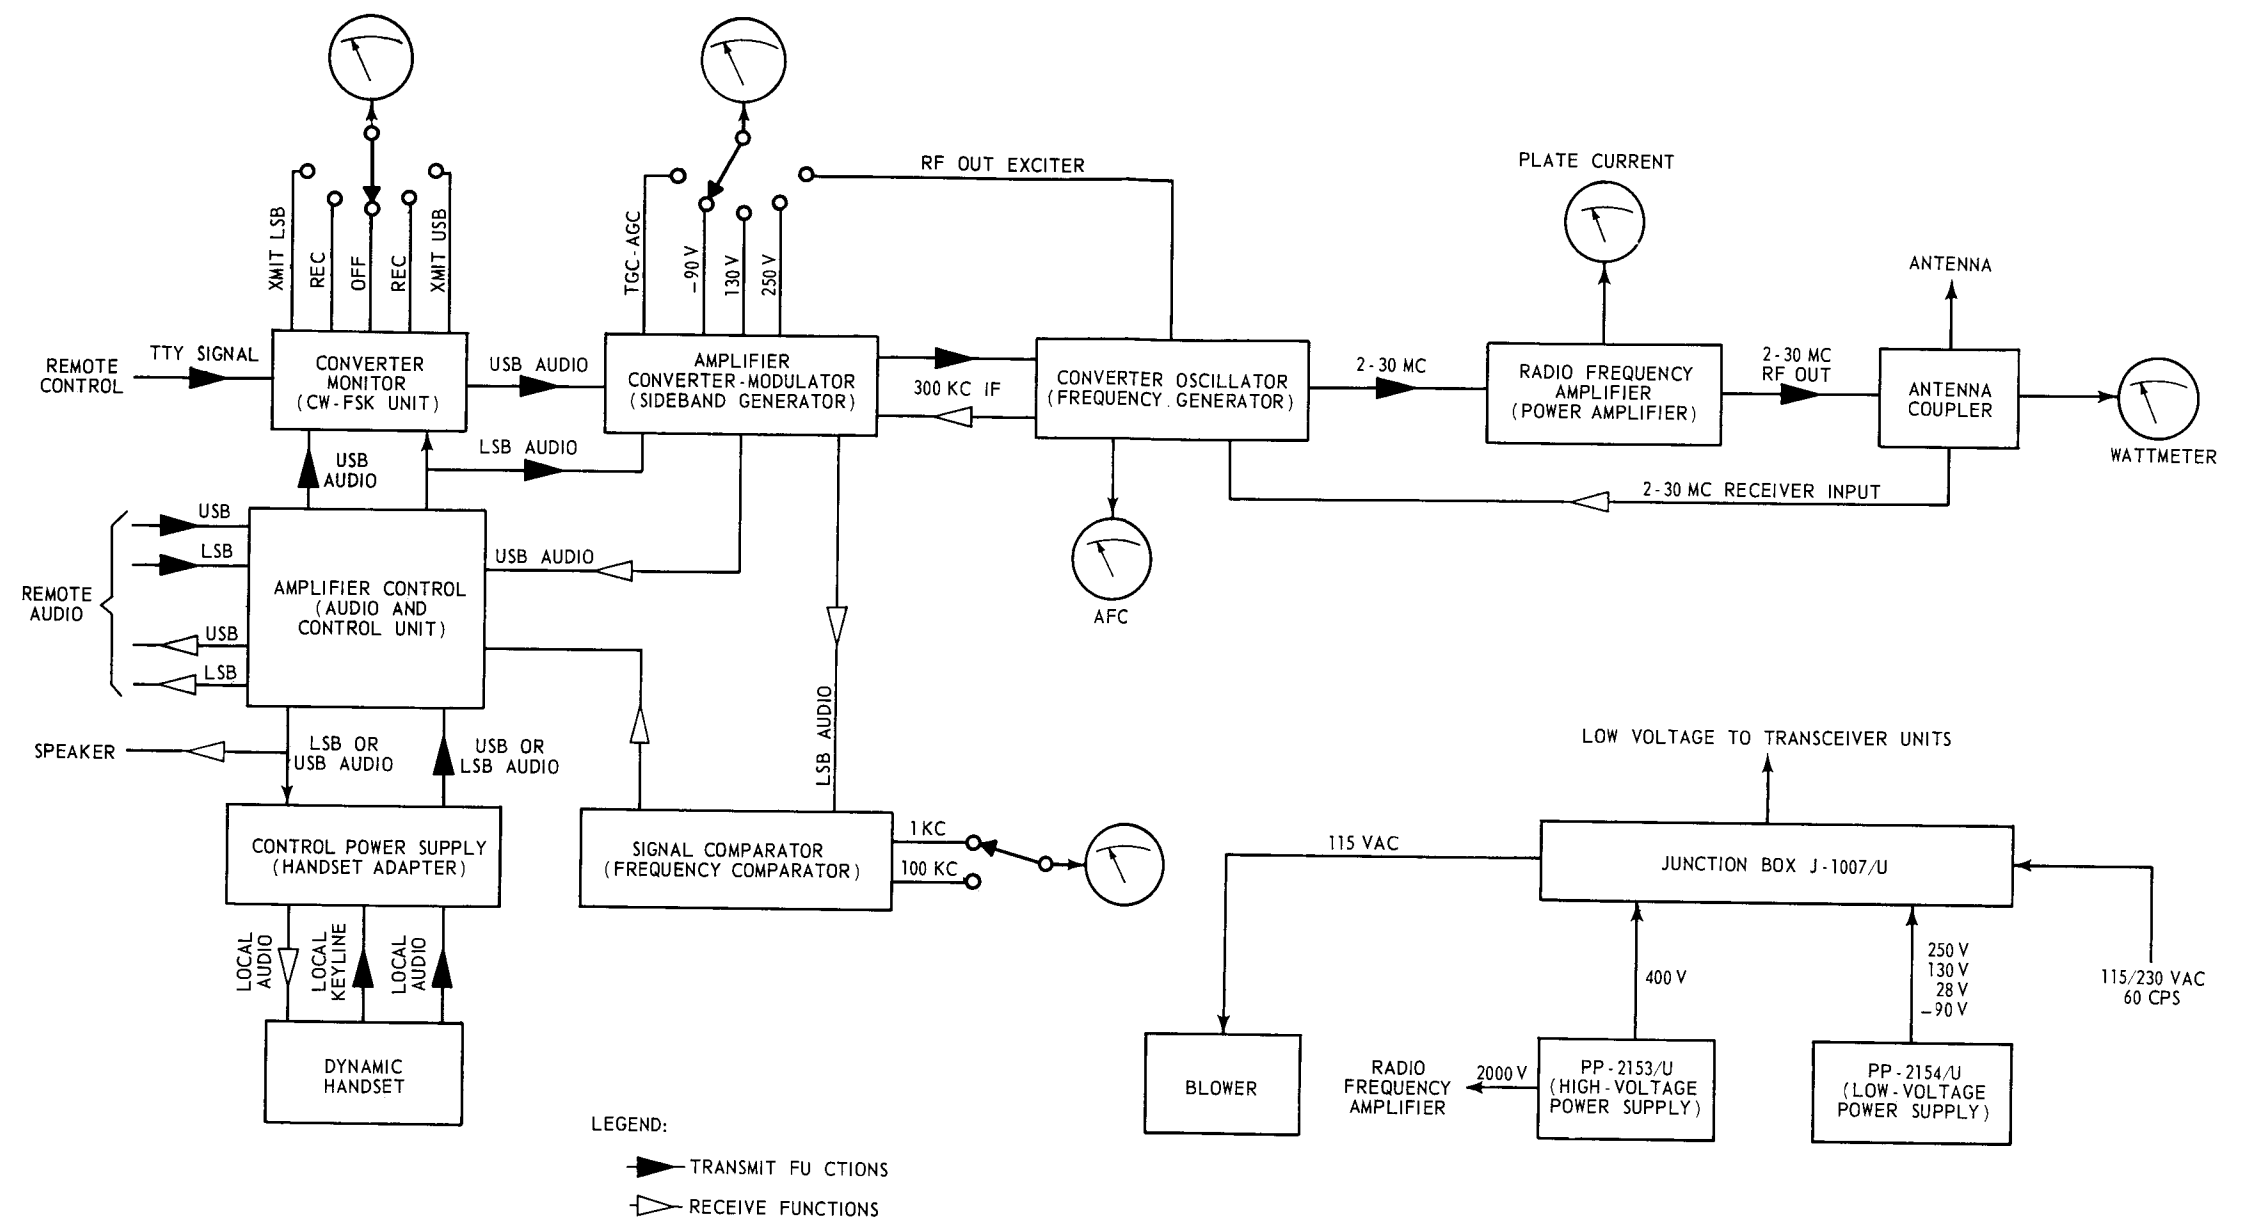 RF OUT EXCITER
PLATE CURRENT
XMIT LSB
REC
OFF
REC
XMIT USB
TGC-AGC
-90 V
130 V
250 V
ANTENNA
REMOTE
CONTROL
TTY SIGNAL
CONVERTER
MONITOR
(CW-FSK UNIT)
USB AUDIO
AMPLIFIER
CONVERTER-MODULATOR
(SIDEBAND GENERATOR)
300 KC IF
CONVERTER OSCILLATOR
(FREQUENCY GENERATOR)
2-30 MC
RADIO FREQUENCY
AMPLIFIER
(POWER AMPLIFIER)
2-30 MC
RF OUT
ANTENNA
COUPLER
WATTMETER
USB
AUDIO
LSB AUDIO
2-30 MC RECEIVER INPUT
REMOTE
AUDIO
USB
LSB
USB
LSB
AMPLIFIER CONTROL
(AUDIO AND
CONTROL UNIT)
USB AUDIO
AFC
LSB AUDIO
SPEAKER
LSB OR
USB AUDIO
USB OR
LSB AUDIO
CONTROL POWER SUPPLY
(HANDSET ADAPTER)
SIGNAL COMPARATOR
(FREQUENCY COMPARATOR)
1 KC
100 KC
LOCAL
AUDIO
LOCAL
KEYLINE
LOCAL
AUDIO
DYNAMIC
HANDSET
LOW VOLTAGE TO TRANSCEIVER UNITS
115 VAC
JUNCTION BOX J-1007/U
400 V
250 V
130 V
28 V
-90 V
115/230 VAC
60 CPS
BLOWER
RADIO
FREQUENCY
AMPLIFIER
2000 V
PP-2153/U
(HIGH-VOLTAGE
POWER SUPPLY)
PP-2154/U
(LOW-VOLTAGE
POWER SUPPLY)
LEGEND:
TRANSMIT FU CTIONS
RECEIVE FUNCTIONS